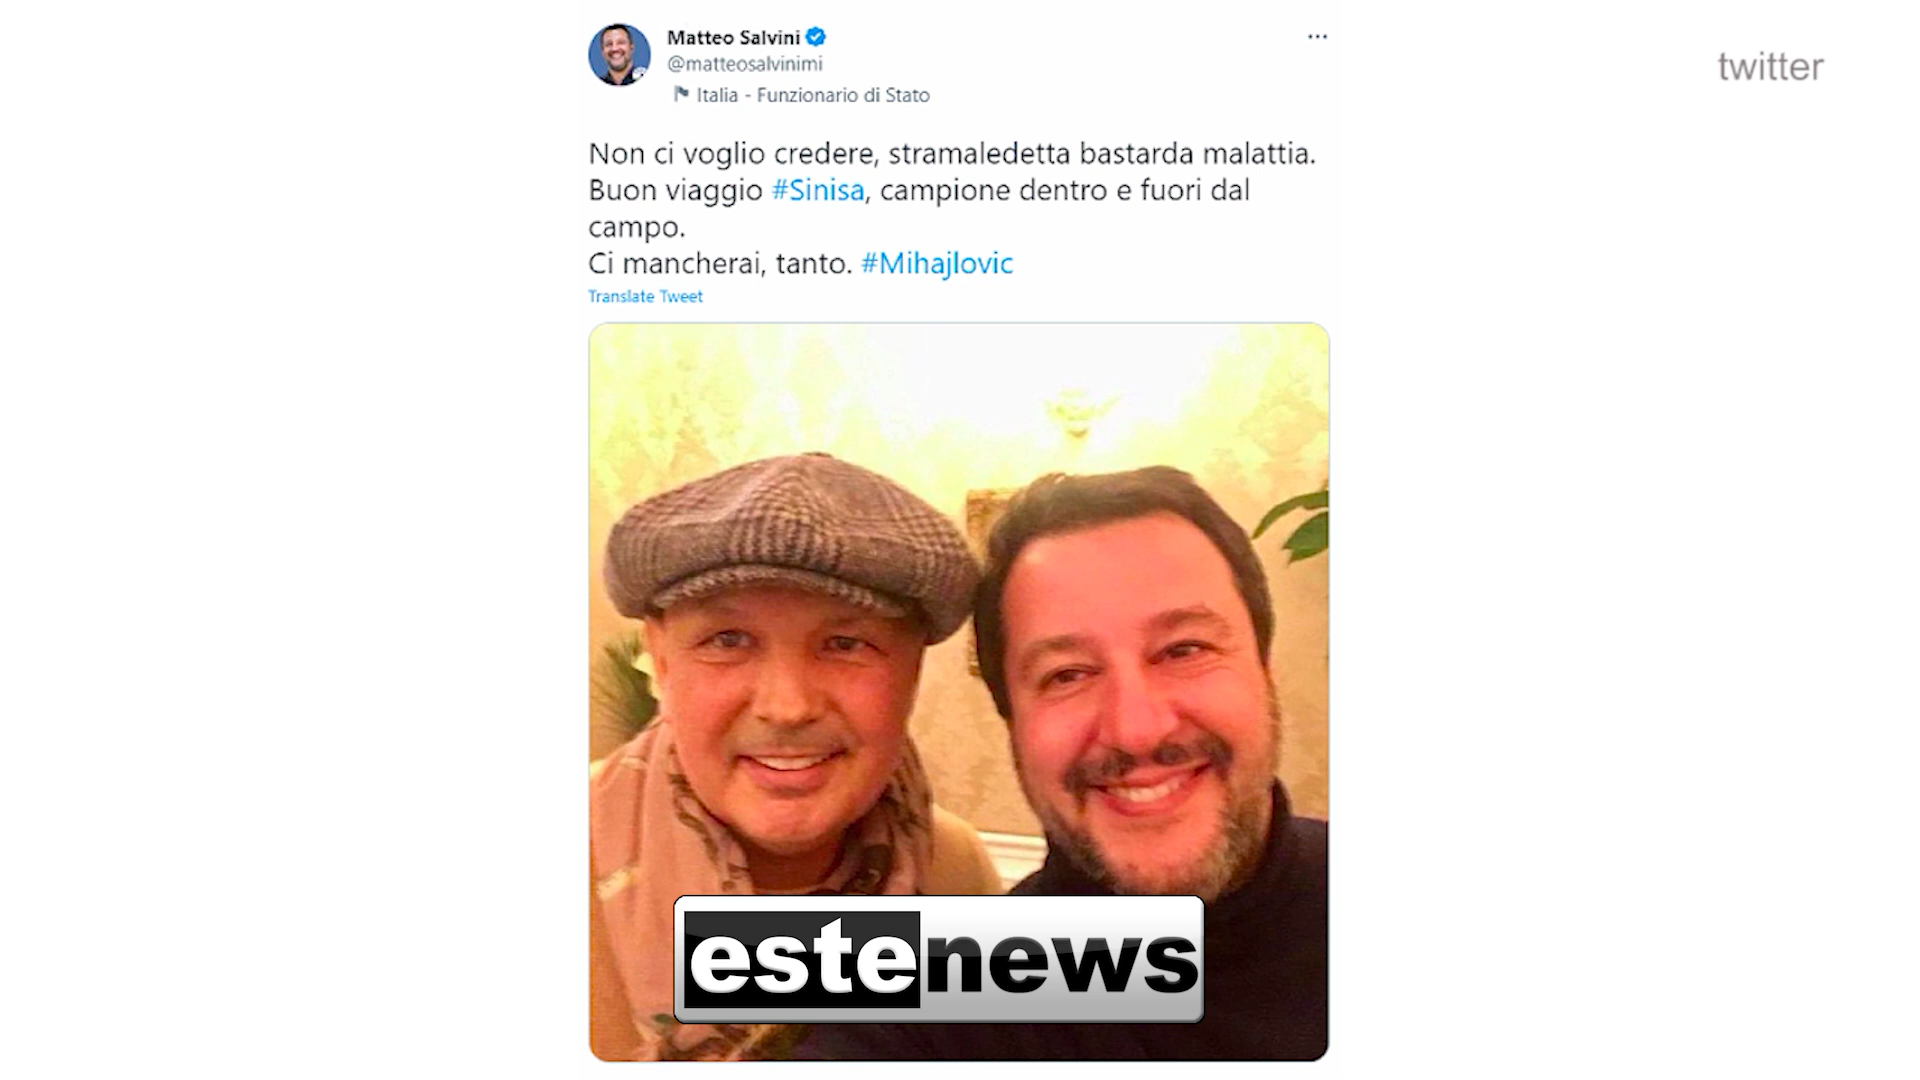 Matteo Salvini
@matteosalvinimi
Italia - Funzionario di Stato
twitter
Non ci voglio credere, stramaledetta bastarda malattia.
Buon viaggio #Sinisa, campione dentro e fuori dal
campo.
Ci mancherai, tanto. #Mihajlovic
Translate Tweet
estenews